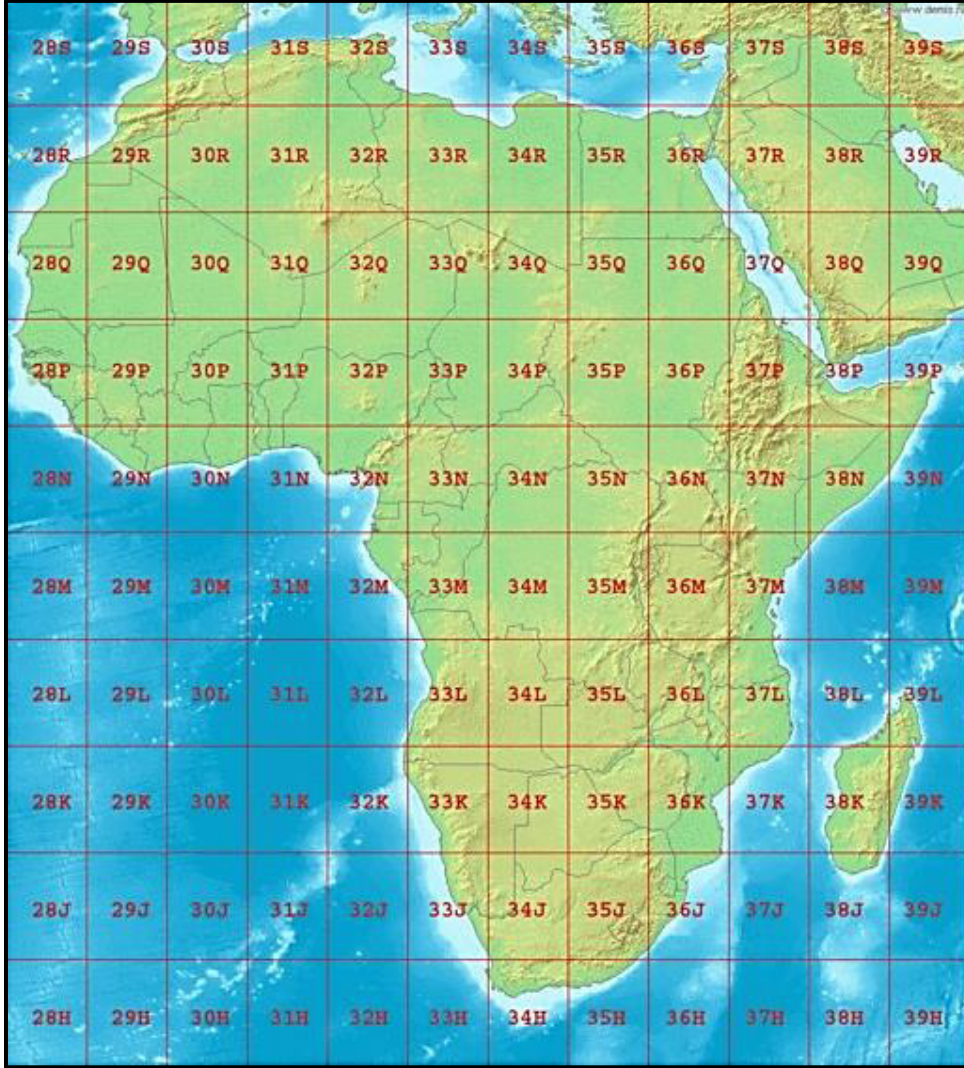 www demis
28S 29S 30S 31S 32S 33S 34S 35S 36S 37S 38S 39S
28R 29R 30R 31R 32R 33R 34R 35R 36R 37R 38R 39R
28Q 29Q 30Q 31Q 32Q 33Q 34Q 35Q 36Q 37Q 38Q 39Q
28P 29P 30P 31P 32P 33P 34P 35P 36P 37P 38P 39P
28N 29N 30N 31N 32N 33N 34N 35N 36N 37N 38N 39N
28M 29M 30M 31M 32M 33M 34M 35M 36M 37M 38M 39M
28L 29L 30L 31L 32L 33L 34L 35L 36L 37L 38L 39L
28K 29K 30K 31K 32K 33K 34K 35K 36K 37K 38K 39K
28J 29J 30J 31J 32J 33J 34J 35J 36J 37J 38J 39J
28H 29H 30H 31H 32H 33H 34H 35H 36H 37H 38H 39H